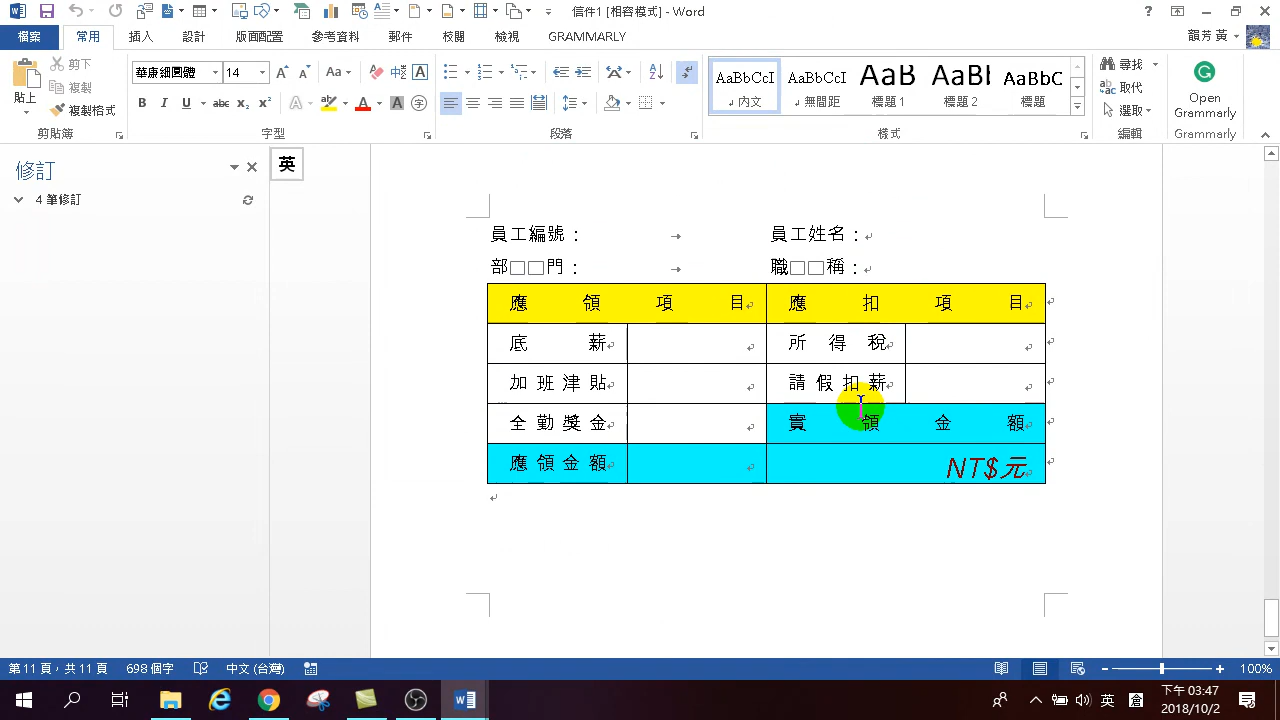 信件1 [相容模式] - Word
檔案 常用 插入 設計 版面配置 參考資料 郵件 校閱 檢視 GRAMMARLY 韻芳 黃
貼上 剪下 複製 複製格式 剪貼簿
華康細圓體 14 字型
段落
AaBbCcI 內文
AaBbCcI 無間距
AaB 標題 1
AaBl 標題 2
AaBbC 標題
樣式
尋找 取代 選取 編輯
Open Grammarly
Grammarly
修訂
4 筆修訂
英
員工編號： 員工姓名：
部□□門： 職□□稱：
應領項目 應扣項目
底薪 所得稅
加班津貼 請假扣薪
全勤獎金 實領金額
應領金額 NT$元
第 11 頁，共 11 頁 698 個字 中文 (台灣) 100%
英 下午 03:47
2018/10/2